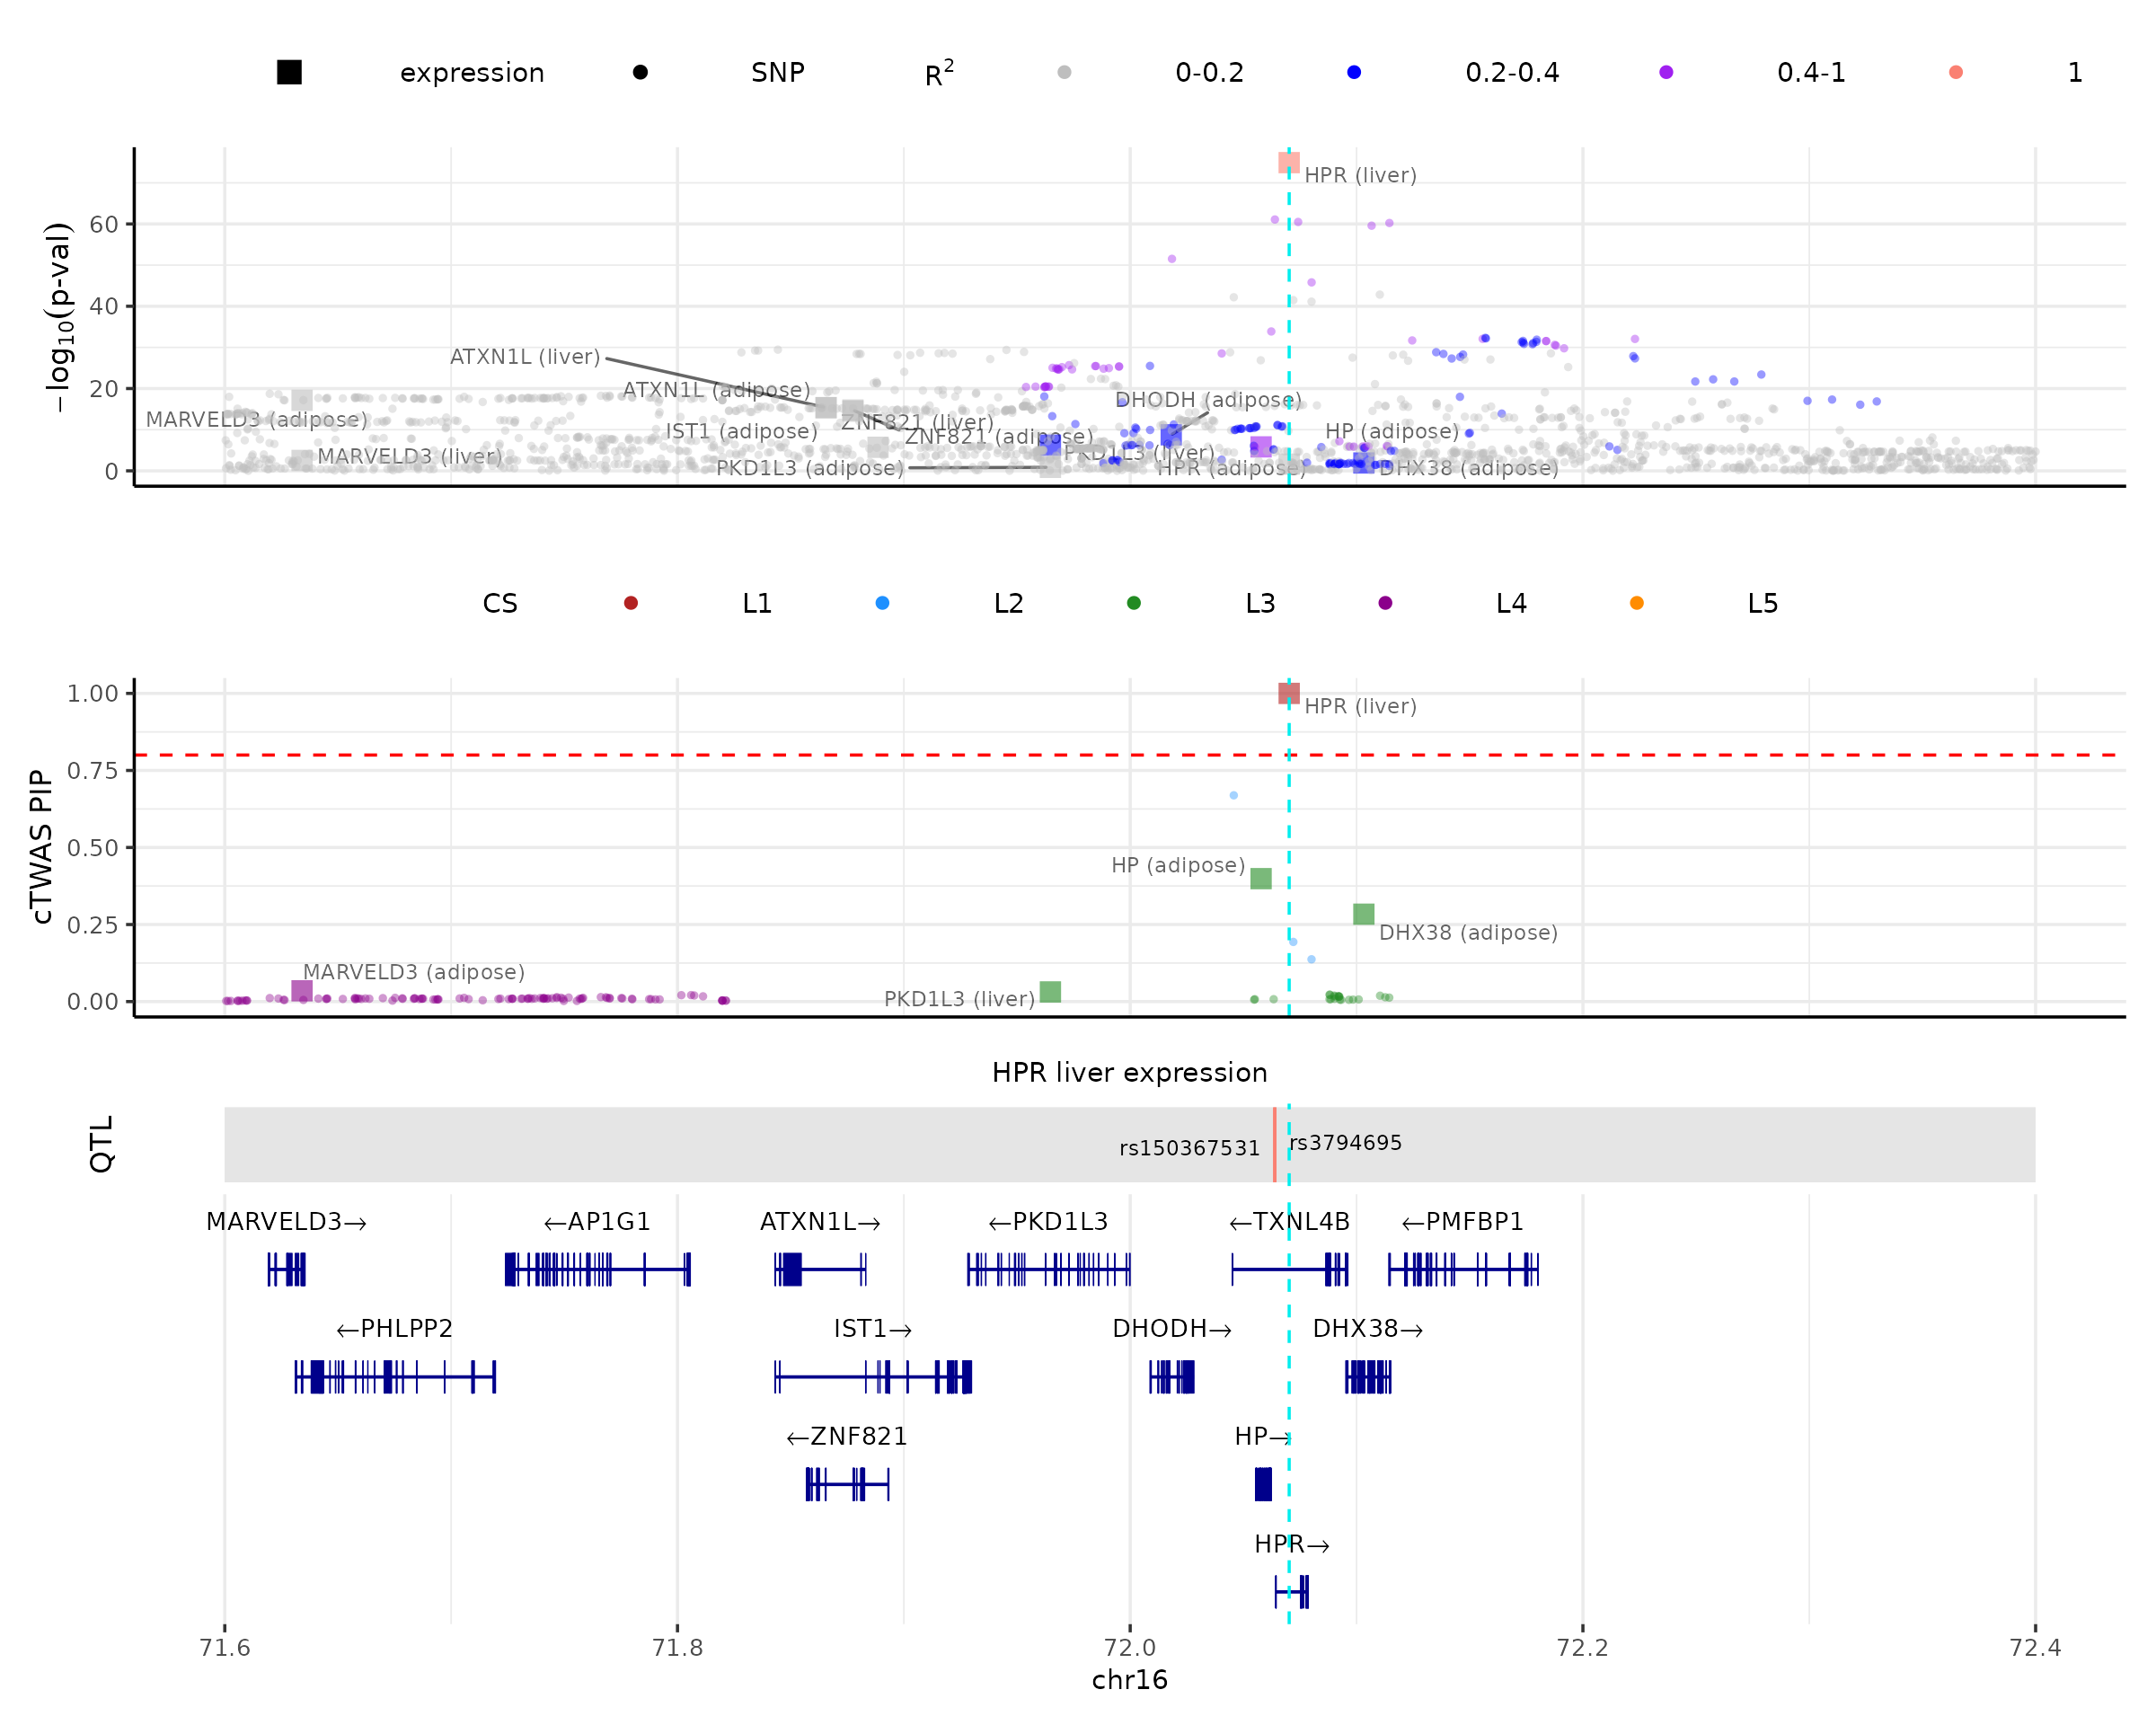 expression SNP R² 0-0.2 0.2-0.4 0.4-1 1
−log10(p-val)
60
40
20
0
HPR (liver)
ATXN1L (liver)
ATXN1L (adipose)
DHODH (adipose)
MARVELD3 (adipose)
ZNF821 (liver)
IST1 (adipose)
HP (adipose)
ZNF821 (adipose)
MARVELD3 (liver)
PKD1L3 (liver)
PKD1L3 (adipose)
HPR (adipose)
DHX38 (adipose)
CS L1 L2 L3 L4 L5
cTWAS PIP
1.00
0.75
0.50
0.25
0.00
HPR (liver)
HP (adipose)
DHX38 (adipose)
MARVELD3 (adipose)
PKD1L3 (liver)
HPR liver expression
QTL
rs150367531 rs3794695
MARVELD3→ ←AP1G1 ATXN1L→ ←PKD1L3 ←TXNL4B ←PMFBP1
←PHLPP2 IST1→ DHODH→ DHX38→
←ZNF821 HP→
HPR→
71.6 71.8 72.0 72.2 72.4
chr16